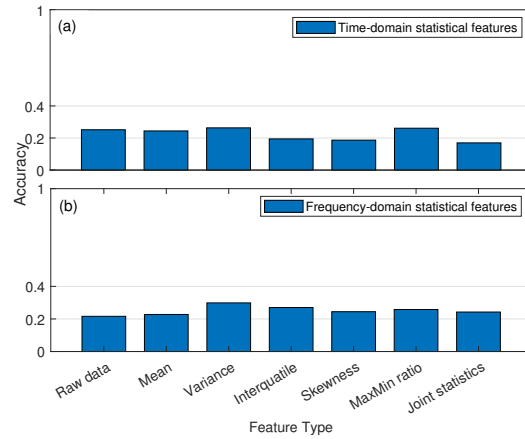 1
(a)
Time-domain statistical features
0.4
0.2
0
Accuracy
1
(b)
Frequency-domain statistical features
0.4
0.2
0
Raw data
Mean
Variance
Interquatile
Skewness
MaxMin ratio
Joint statistics
Feature Type